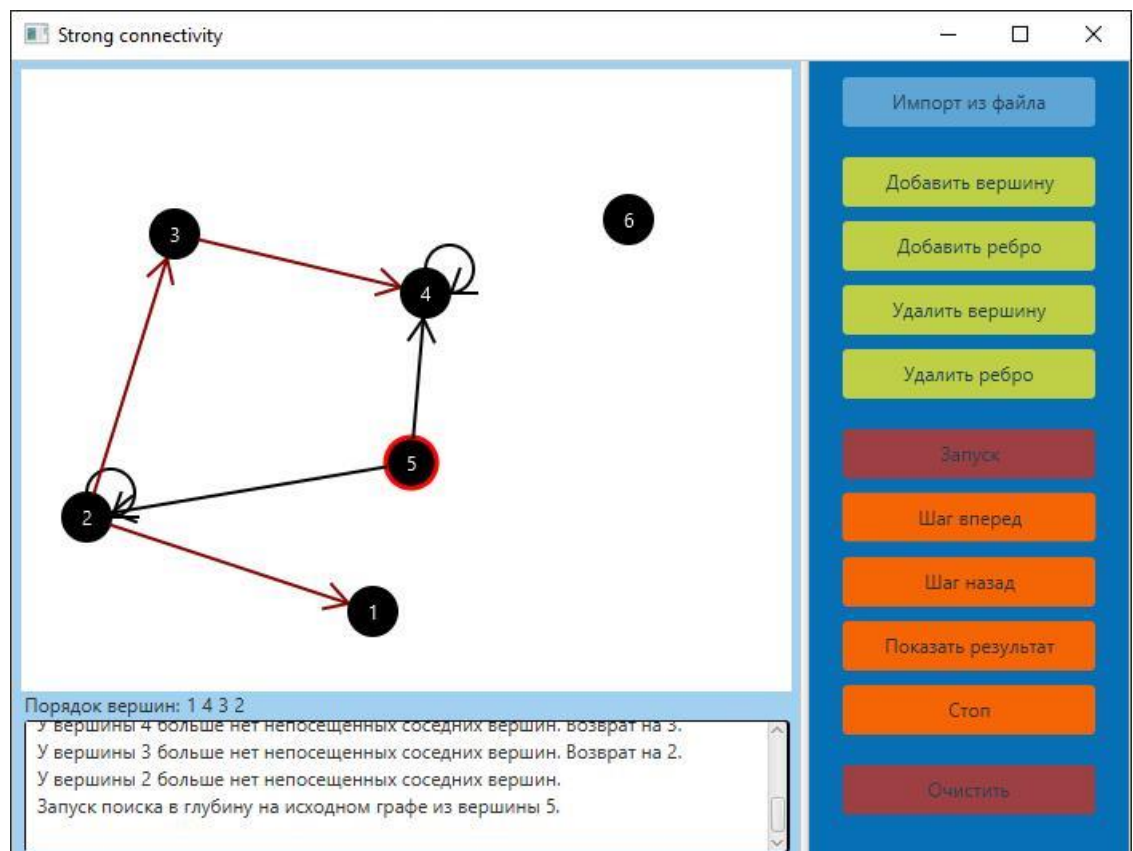 Strong connectivity
Импорт из файла
Добавить вершину
Добавить ребро
Удалить вершину
Удалить ребро
Запуск
Шаг вперед
Шаг назад
Показать результат
Стоп
Очистить
3
6
4
5
2
1
Порядок вершин: 1 4 3 2
У вершины 4 больше нет непосещенных соседних вершин. Возврат на 3.
У вершины 3 больше нет непосещенных соседних вершин. Возврат на 2.
У вершины 2 больше нет непосещенных соседних вершин.
Запуск поиска в глубину на исходном графе из вершины 5.